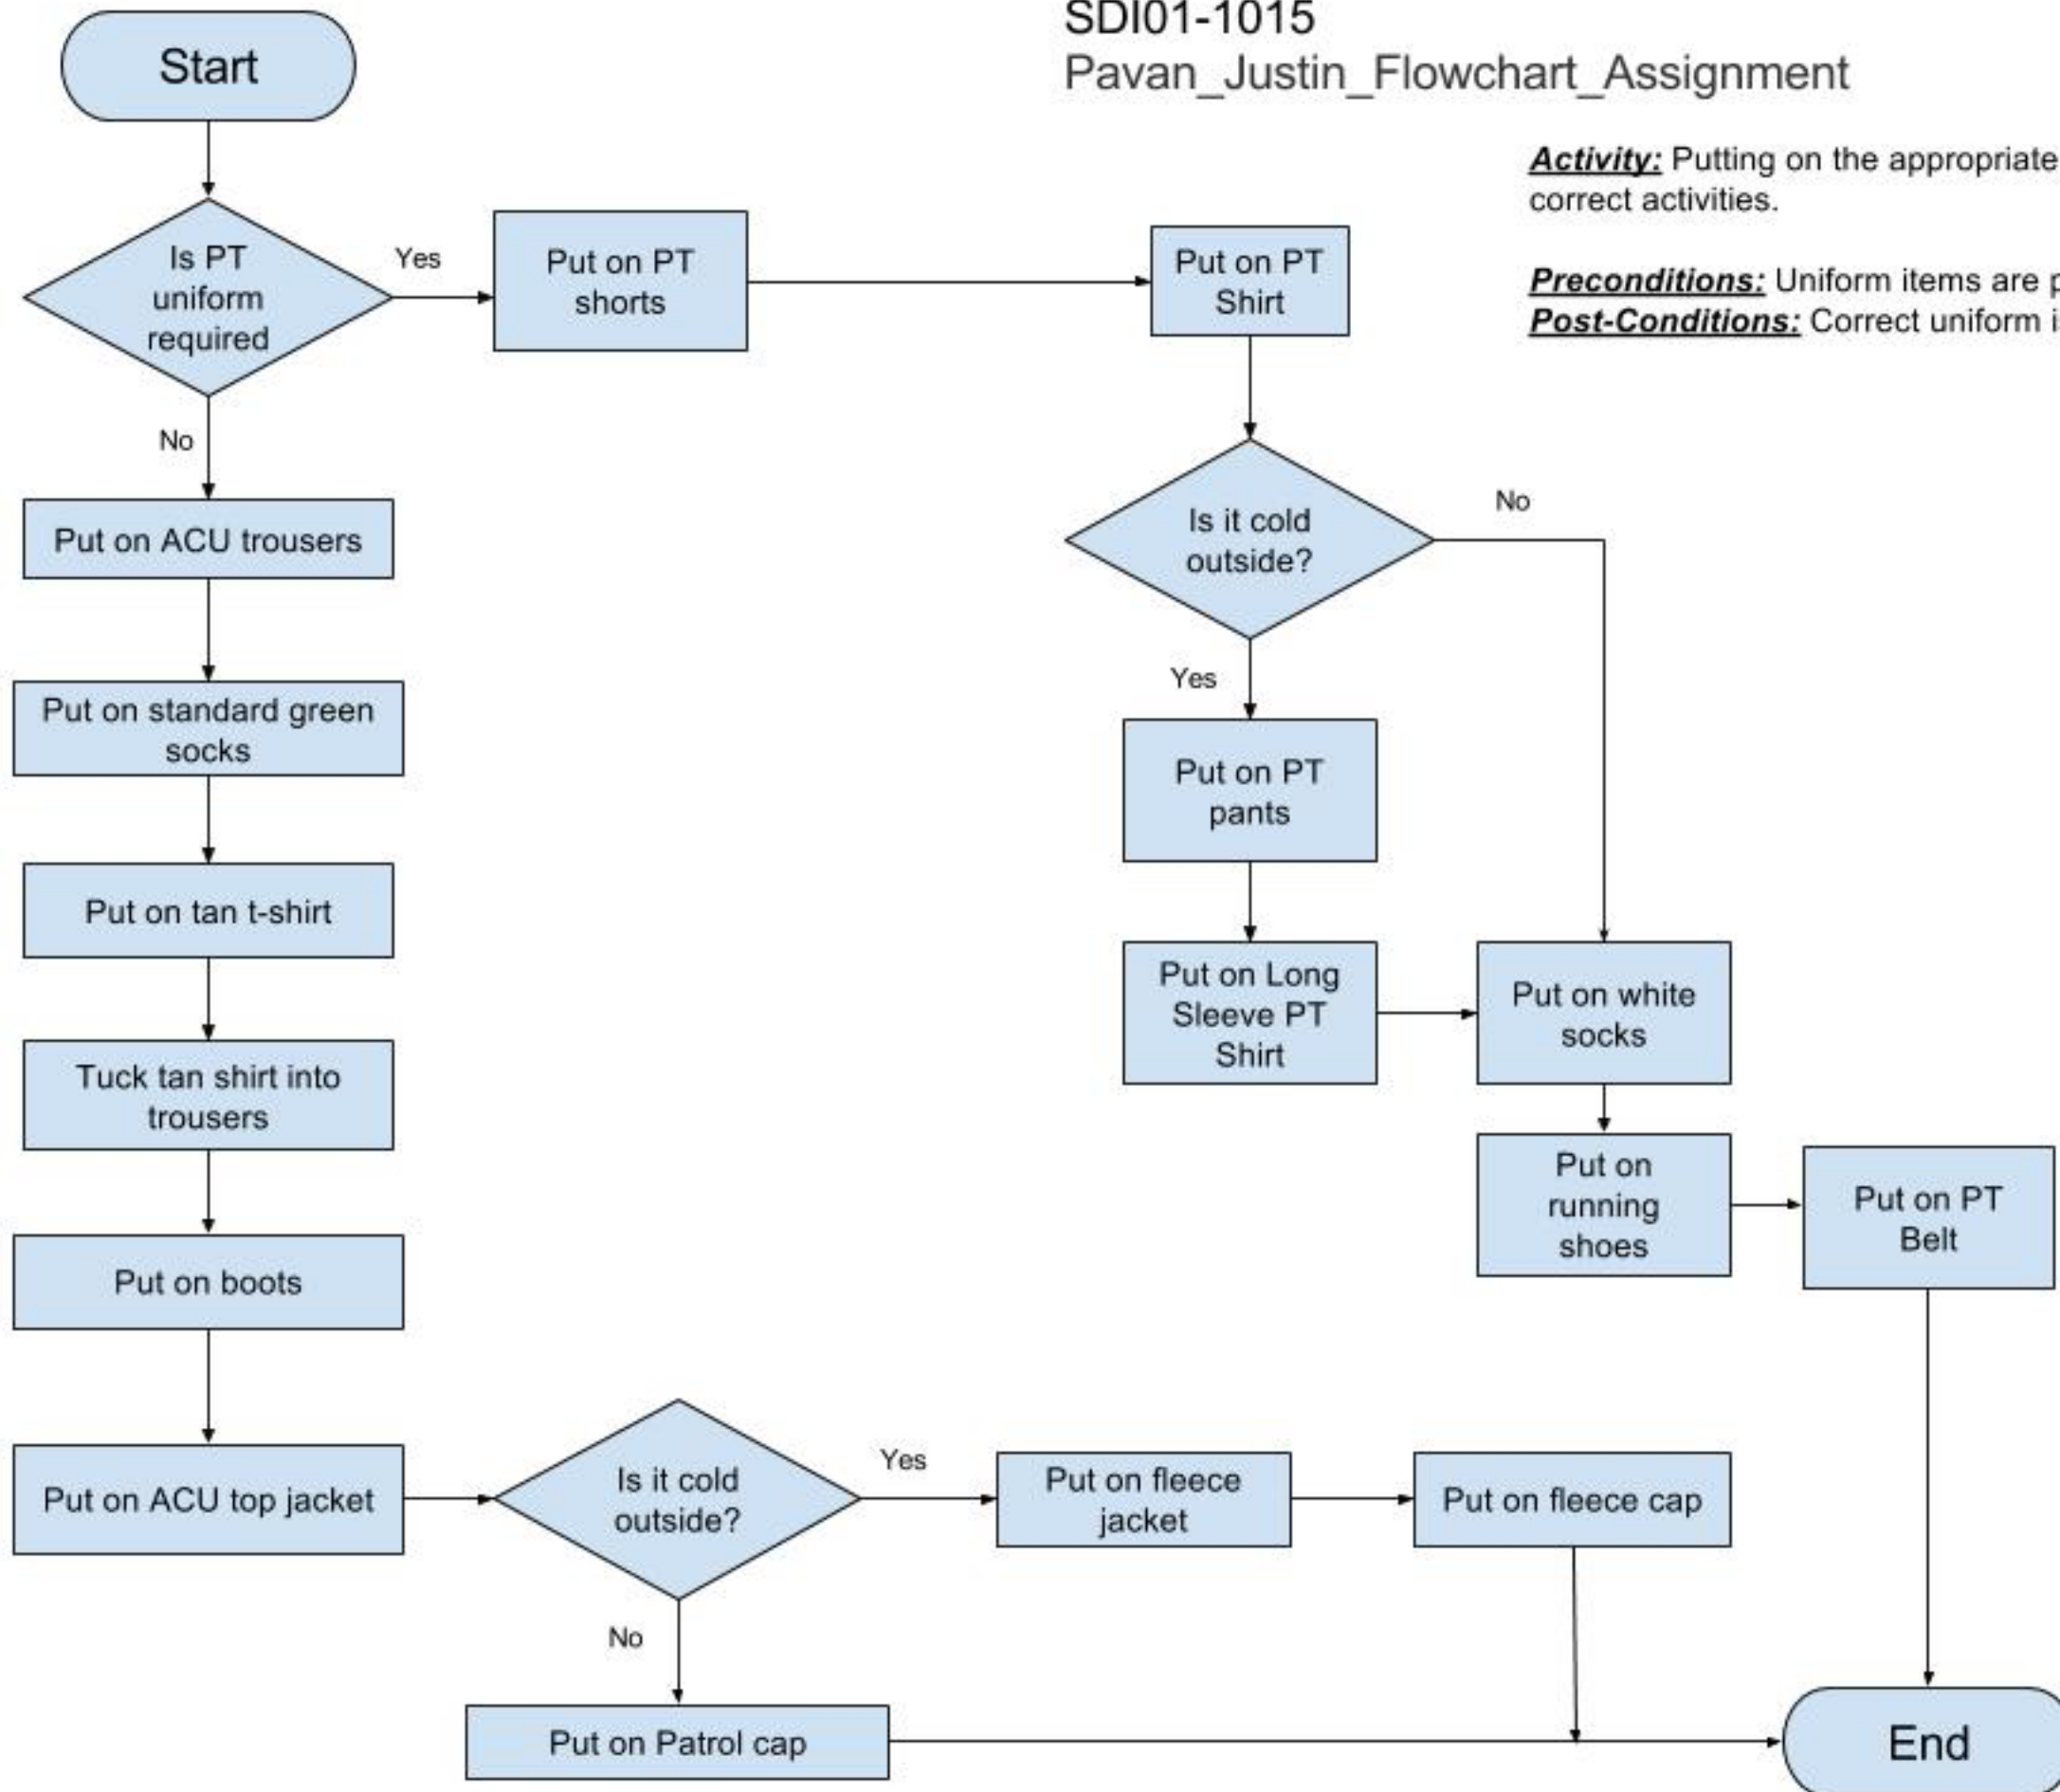 SDI01-1015
Pavan_Justin_Flowchart_Assignment
Activity: Putting on the appropriate
correct activities.
Preconditions: Uniform items are
Post-Conditions: Correct uniform
Start
Is PT
uniform
required
Yes
Put on PT
shorts
Put on PT
Shirt
Is it cold
outside?
No
Yes
Put on PT
pants
Put on Long
Sleeve PT
Shirt
Put on white
socks
Put on
running
shoes
Put on PT
Belt
No
Put on ACU trousers
Put on standard green
socks
Put on tan t-shirt
Tuck tan shirt into
trousers
Put on boots
Put on ACU top jacket
Is it cold
outside?
Yes
Put on fleece
jacket
Put on fleece cap
No
Put on Patrol cap
End